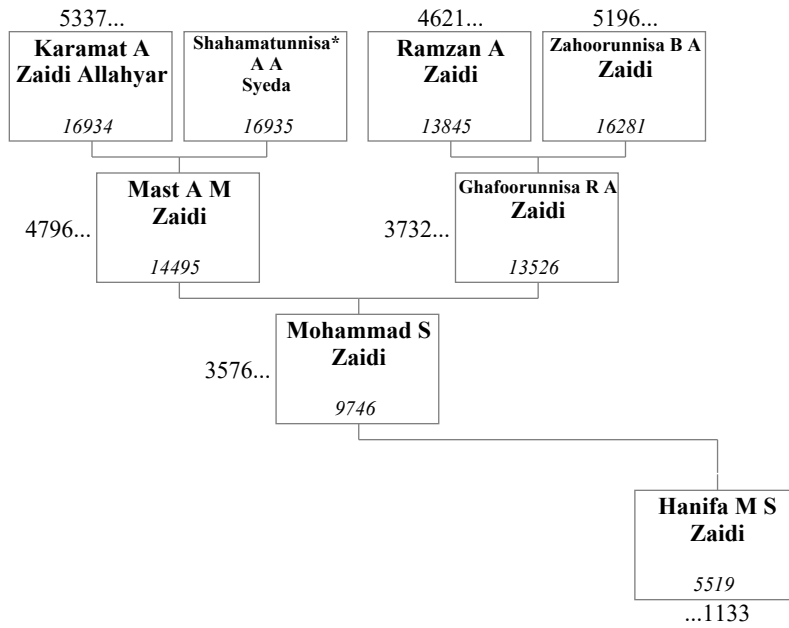 5337...
4621...
5196...
Karamat A
Zaidi Allahyar
16934
Shahamatunnisa*
A A
Syeda
16935
Ramzan A
Zaidi
13845
Zahoorunnisa B A
Zaidi
16281
4796...
Mast A M
Zaidi
14495
3732...
Ghafoorunnisa R A
Zaidi
13526
3576...
Mohammad S
Zaidi
9746
Hanifa M S
Zaidi
5519
...1133